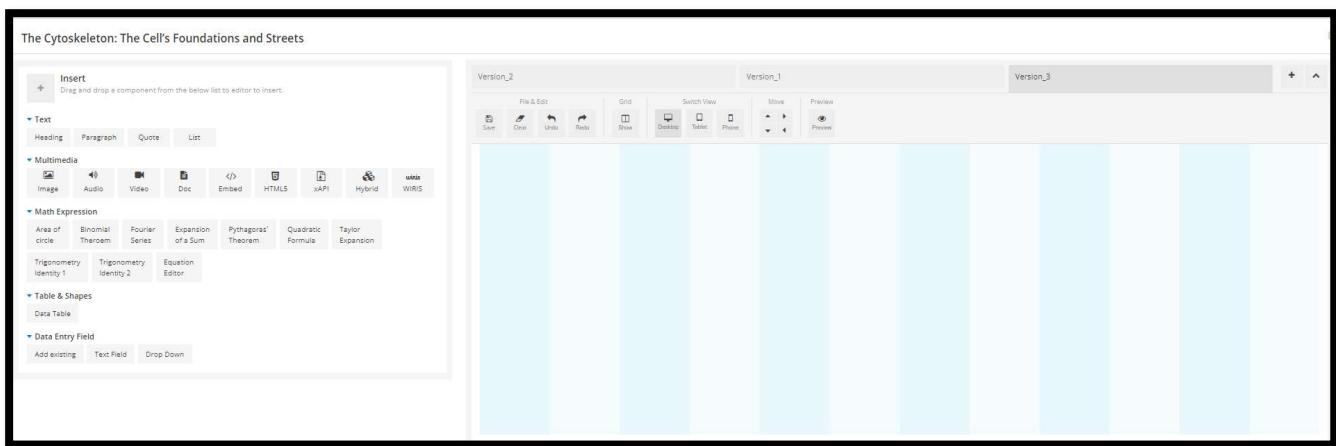 The Cytoskeleton: The Cell's Foundations and Streets
Insert
Drag and drop a component from the below list to editor to insert.
Text
Heading Paragraph Quote List
Multimedia
Image Audio Video Doc Embed HTML5 xAPI Hybrid WIRIS
wiris
Math Expression
Area of circle
Binomial Theroem
Fourier Series
Expansion of a Sum
Pythagoras' Theorem
Quadratic Formula
Taylor Expansion
Trigonometry Identity 1
Trigonometry Identity 2
Equation Editor
Table & Shapes
Data Table
Data Entry Field
Add existing Text Field Drop Down
Version_2 Version_1 Version_3
File & Edit Grid Switch View Move Preview
Save Clear Undo Redo Show Desktop Tablet Phone Preview